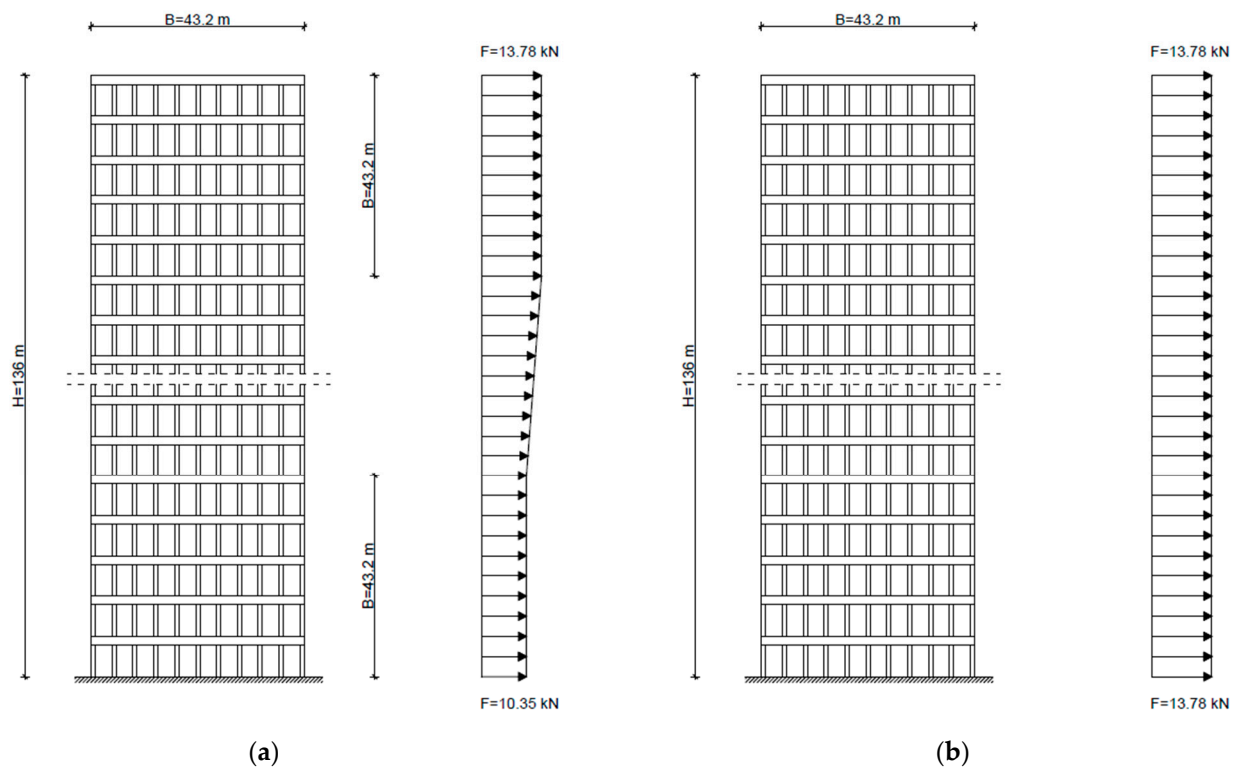 B=43.2 m
F=13.78 kN
B=43.2 m
H=136 m
B=43.2 m
F=10.35 kN
(a)
B=43.2 m
F=13.78 kN
H=136 m
F=13.78 kN
(b)